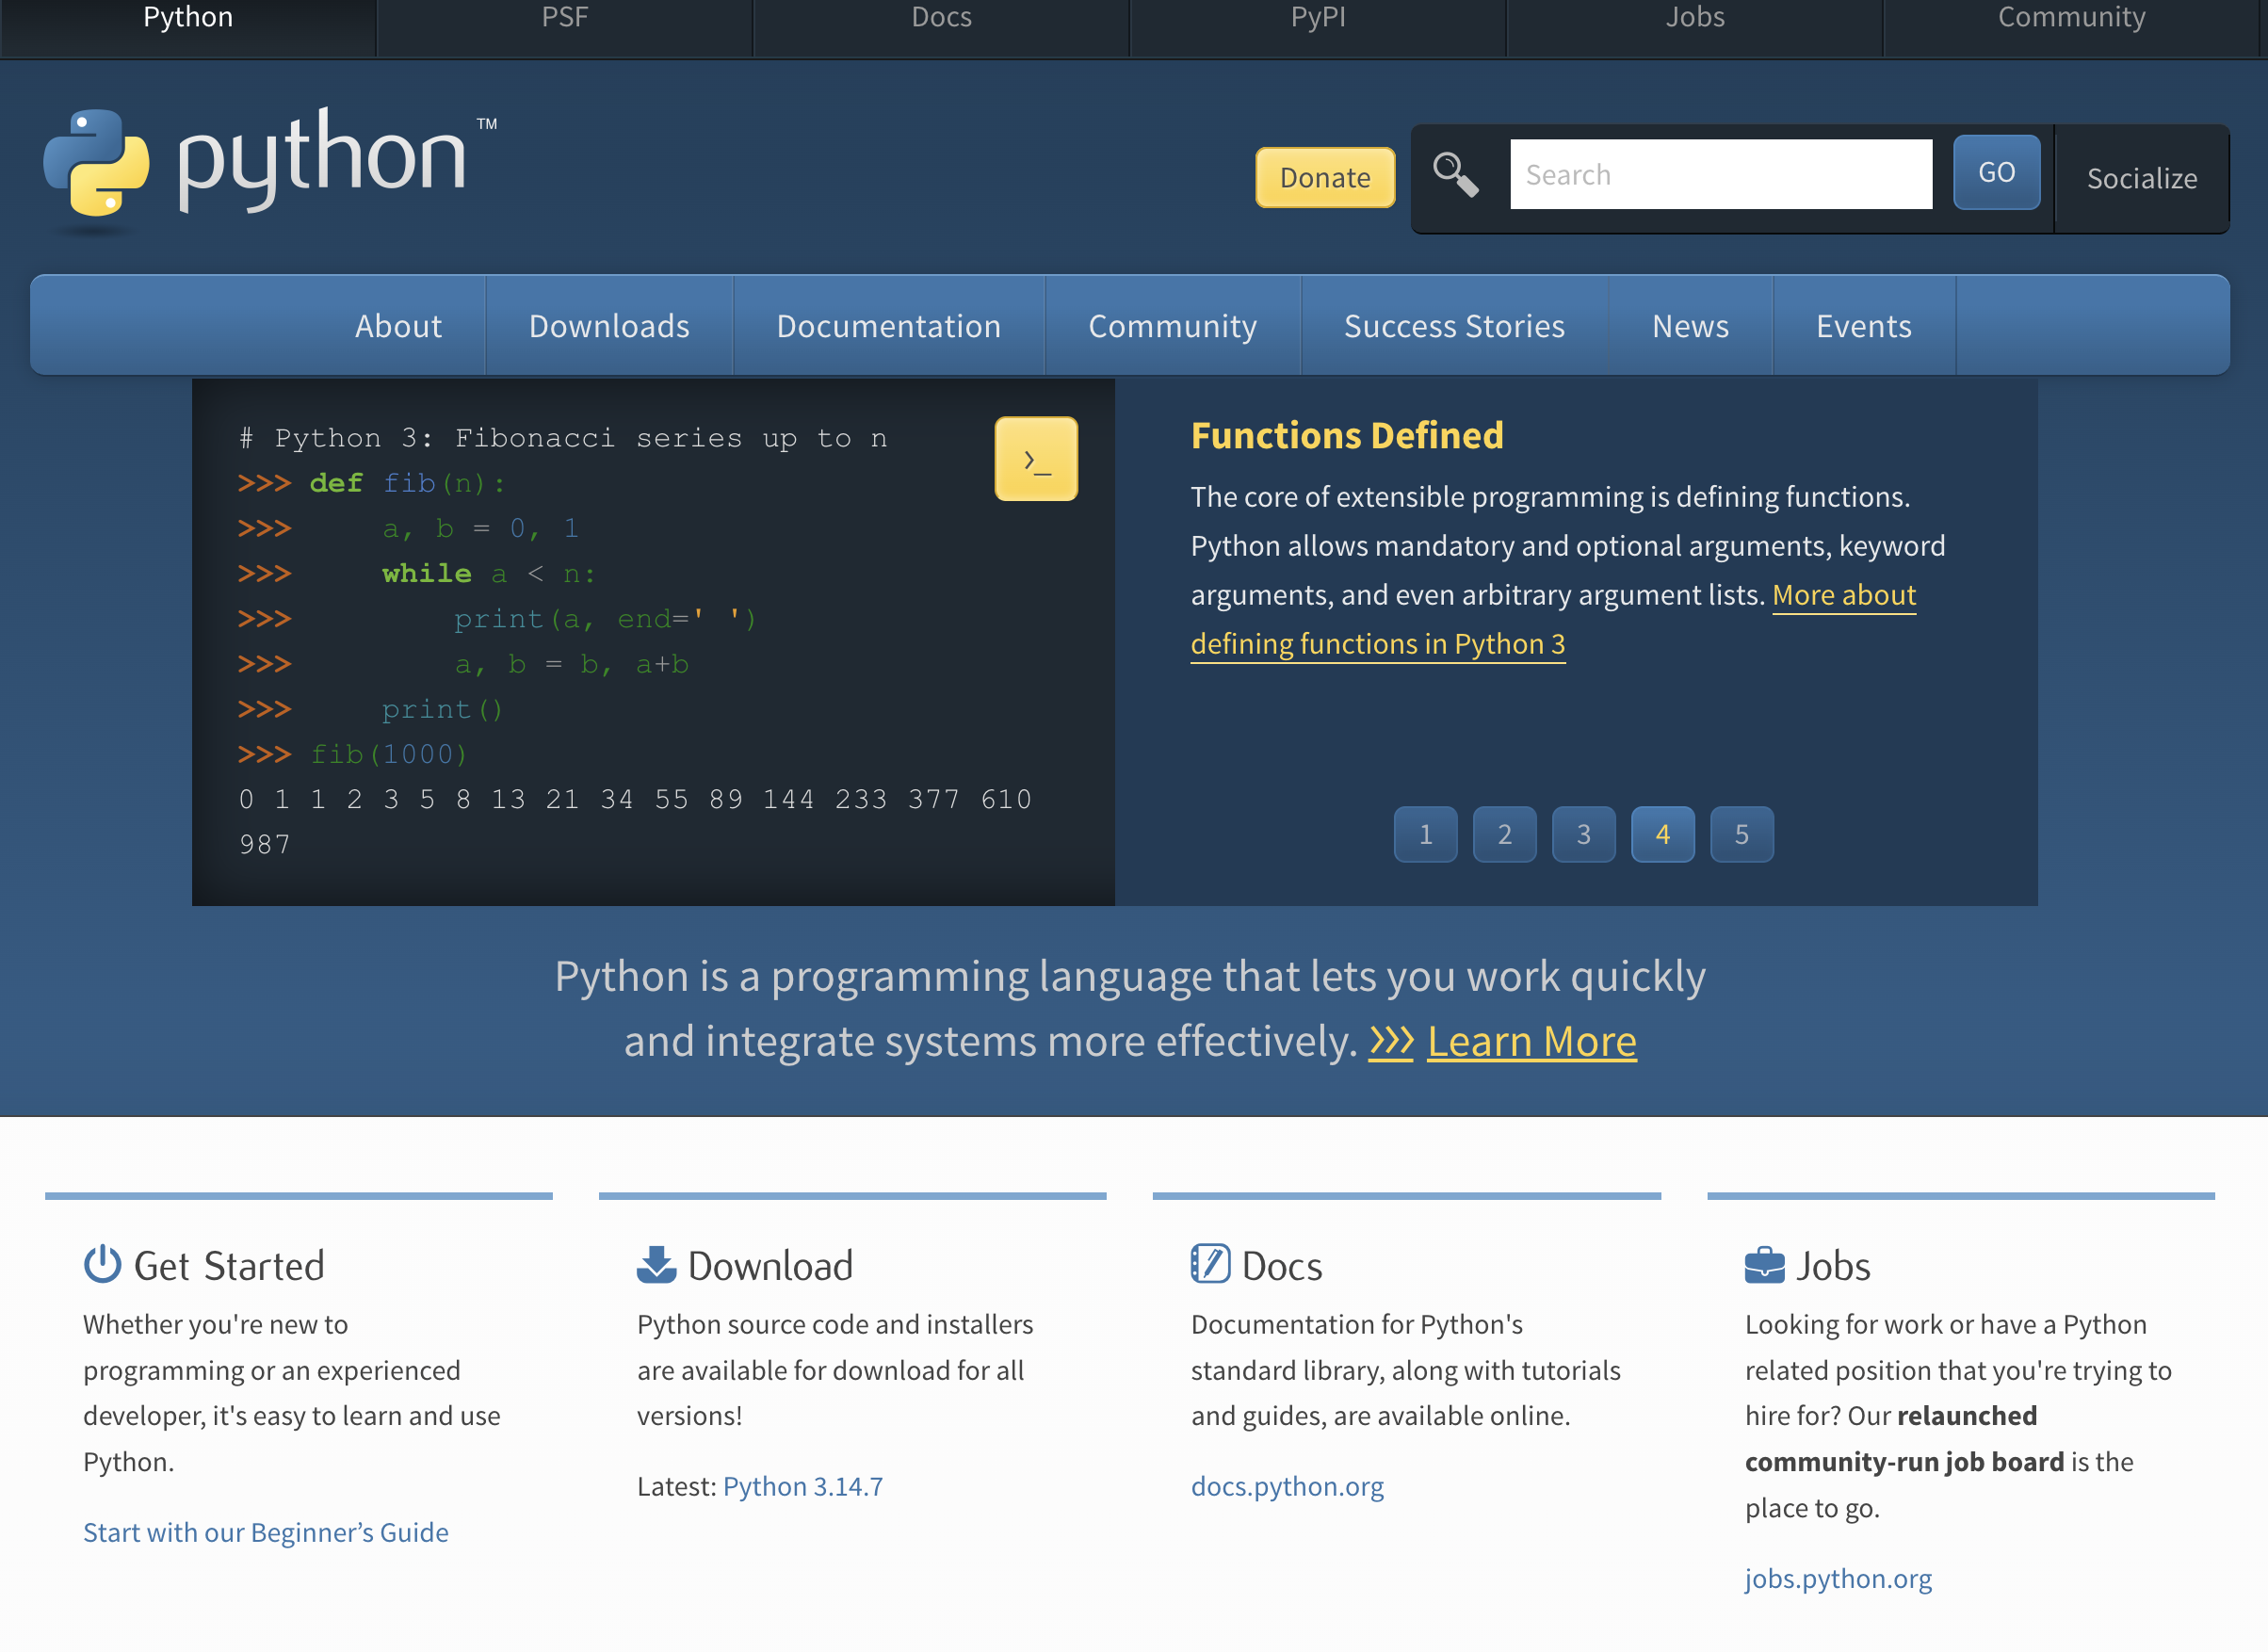 Python PSF Docs PyPI Jobs Community
python™
Donate Search GO Socialize
About Downloads Documentation Community Success Stories News Events
# Python 3: Fibonacci series up to n
>>> def fib(n):
>>>     a, b = 0, 1
>>>     while a < n:
>>>         print(a, end=' ')
>>>         a, b = b, a+b
>>>     print()
>>> fib(1000)
0 1 1 2 3 5 8 13 21 34 55 89 144 233 377 610
987
>_
Functions Defined
The core of extensible programming is defining functions.
Python allows mandatory and optional arguments, keyword
arguments, and even arbitrary argument lists. More about
defining functions in Python 3
1 2 3 4 5
Python is a programming language that lets you work quickly
and integrate systems more effectively. >>> Learn More
Get Started
Whether you're new to
programming or an experienced
developer, it's easy to learn and use
Python.
Start with our Beginner’s Guide
Download
Python source code and installers
are available for download for all
versions!
Latest: Python 3.14.7
Docs
Documentation for Python's
standard library, along with tutorials
and guides, are available online.
docs.python.org
Jobs
Looking for work or have a Python
related position that you're trying to
hire for? Our relaunched
community-run job board is the
place to go.
jobs.python.org